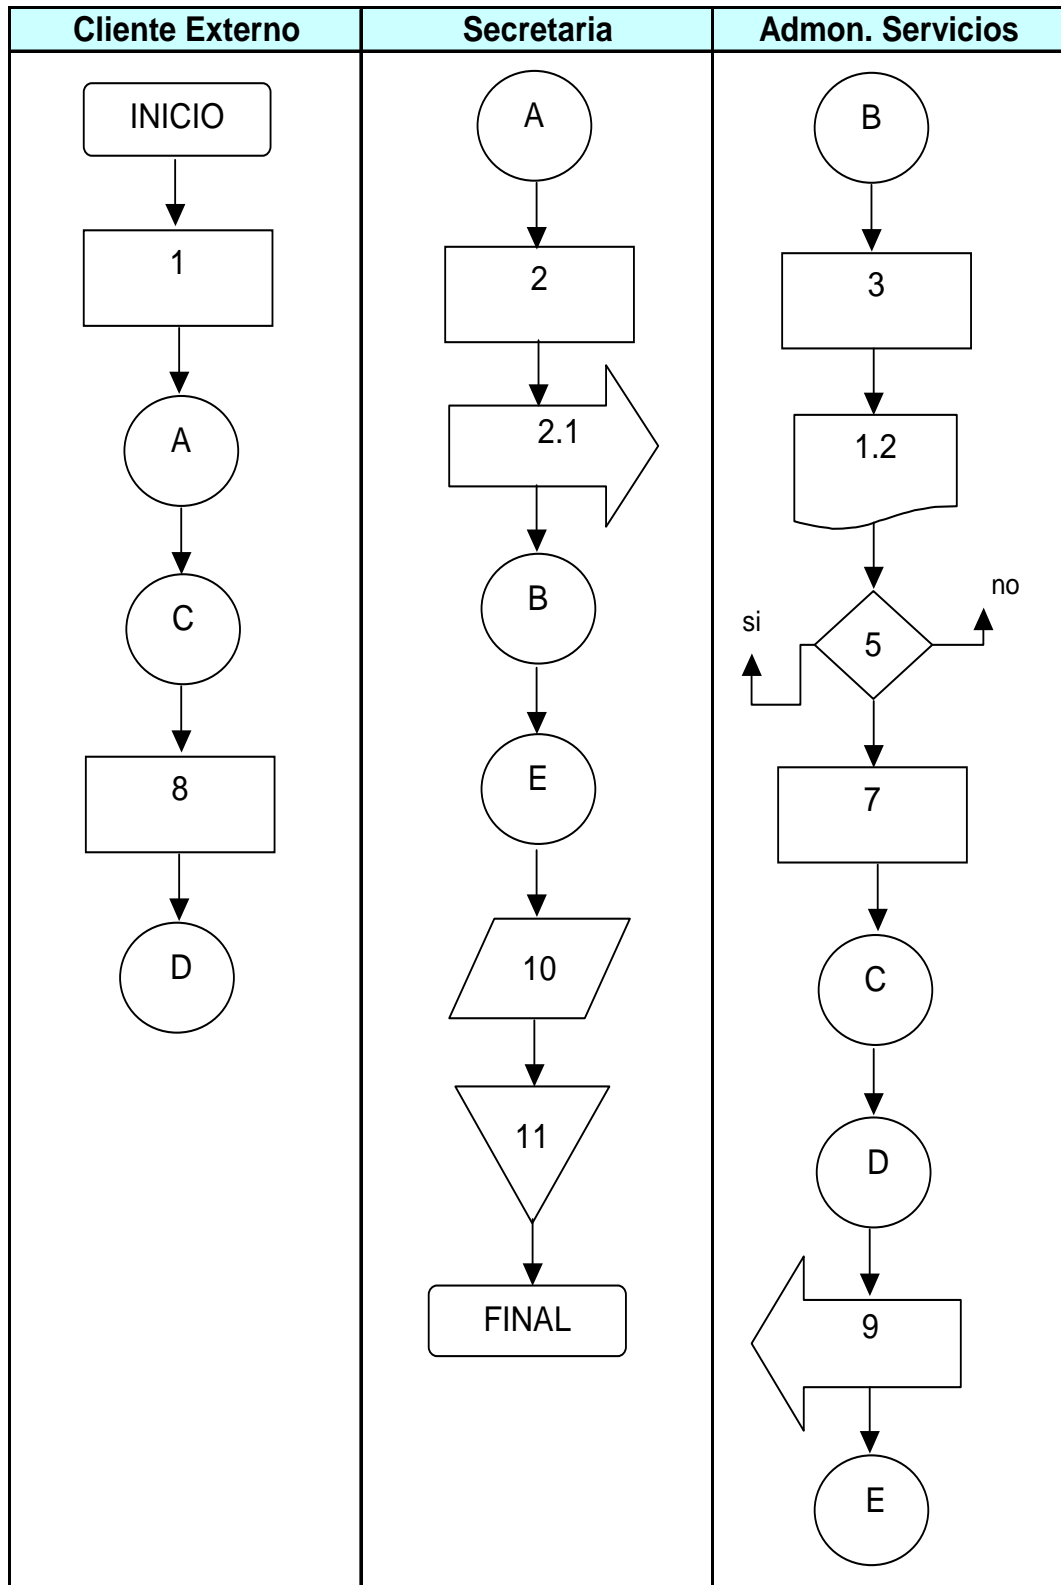 Cliente Externo
Secretaria
Admon. Servicios
INICIO
1
A
C
8
D
A
2
2.1
B
E
10
11
FINAL
B
3
1.2
si
5
no
7
C
D
9
E